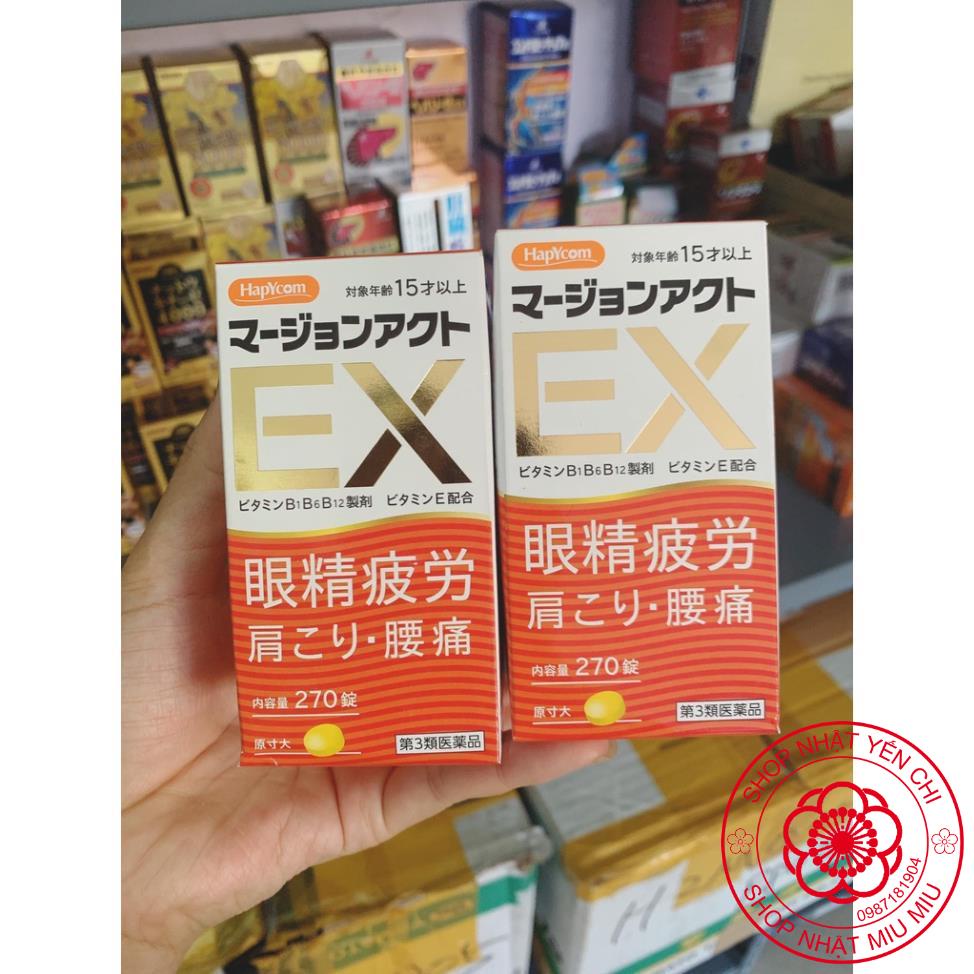 HapYcom
対象年齢15才以上
マージョンアクト
EX
ビタミンB1B6B12製剤 ビタミンE配合
眼精疲労
肩こり・腰痛
内容量 270錠
原寸大
第3類医薬品
HapYcom
対象年齢15才以上
マージョンアクト
EX
ビタミンB1B6B12製剤 ビタミンE配合
眼精疲労
肩こり・腰痛
内容量 270錠
原寸大
第3類医薬品
SHOP NHẬT YẾN CHI
0987181904
SHOP NHẬT MIU MIU